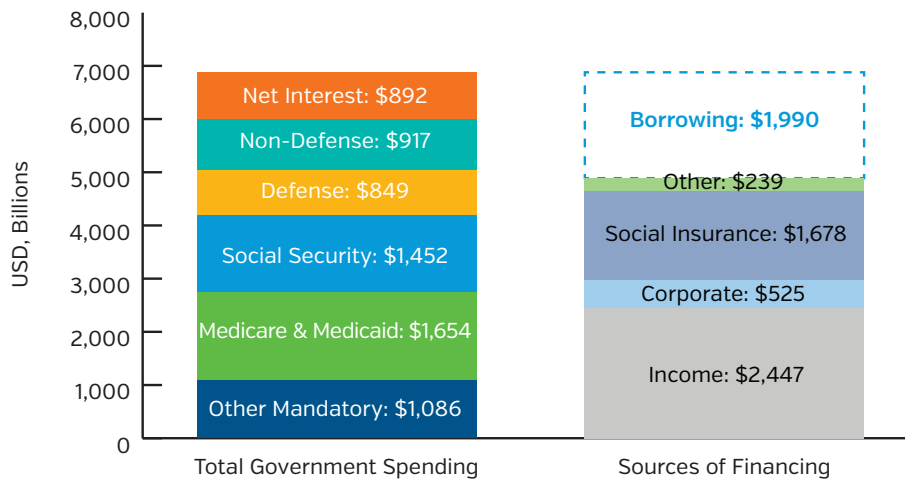 USD, Billions
8,000
7,000
6,000
5,000
4,000
3,000
2,000
1,000
0
Net Interest: $892
Non-Defense: $917
Defense: $849
Social Security: $1,452
Medicare & Medicaid: $1,654
Other Mandatory: $1,086
Borrowing: $1,990
Other: $239
Social Insurance: $1,678
Corporate: $525
Income: $2,447
Total Government Spending
Sources of Financing